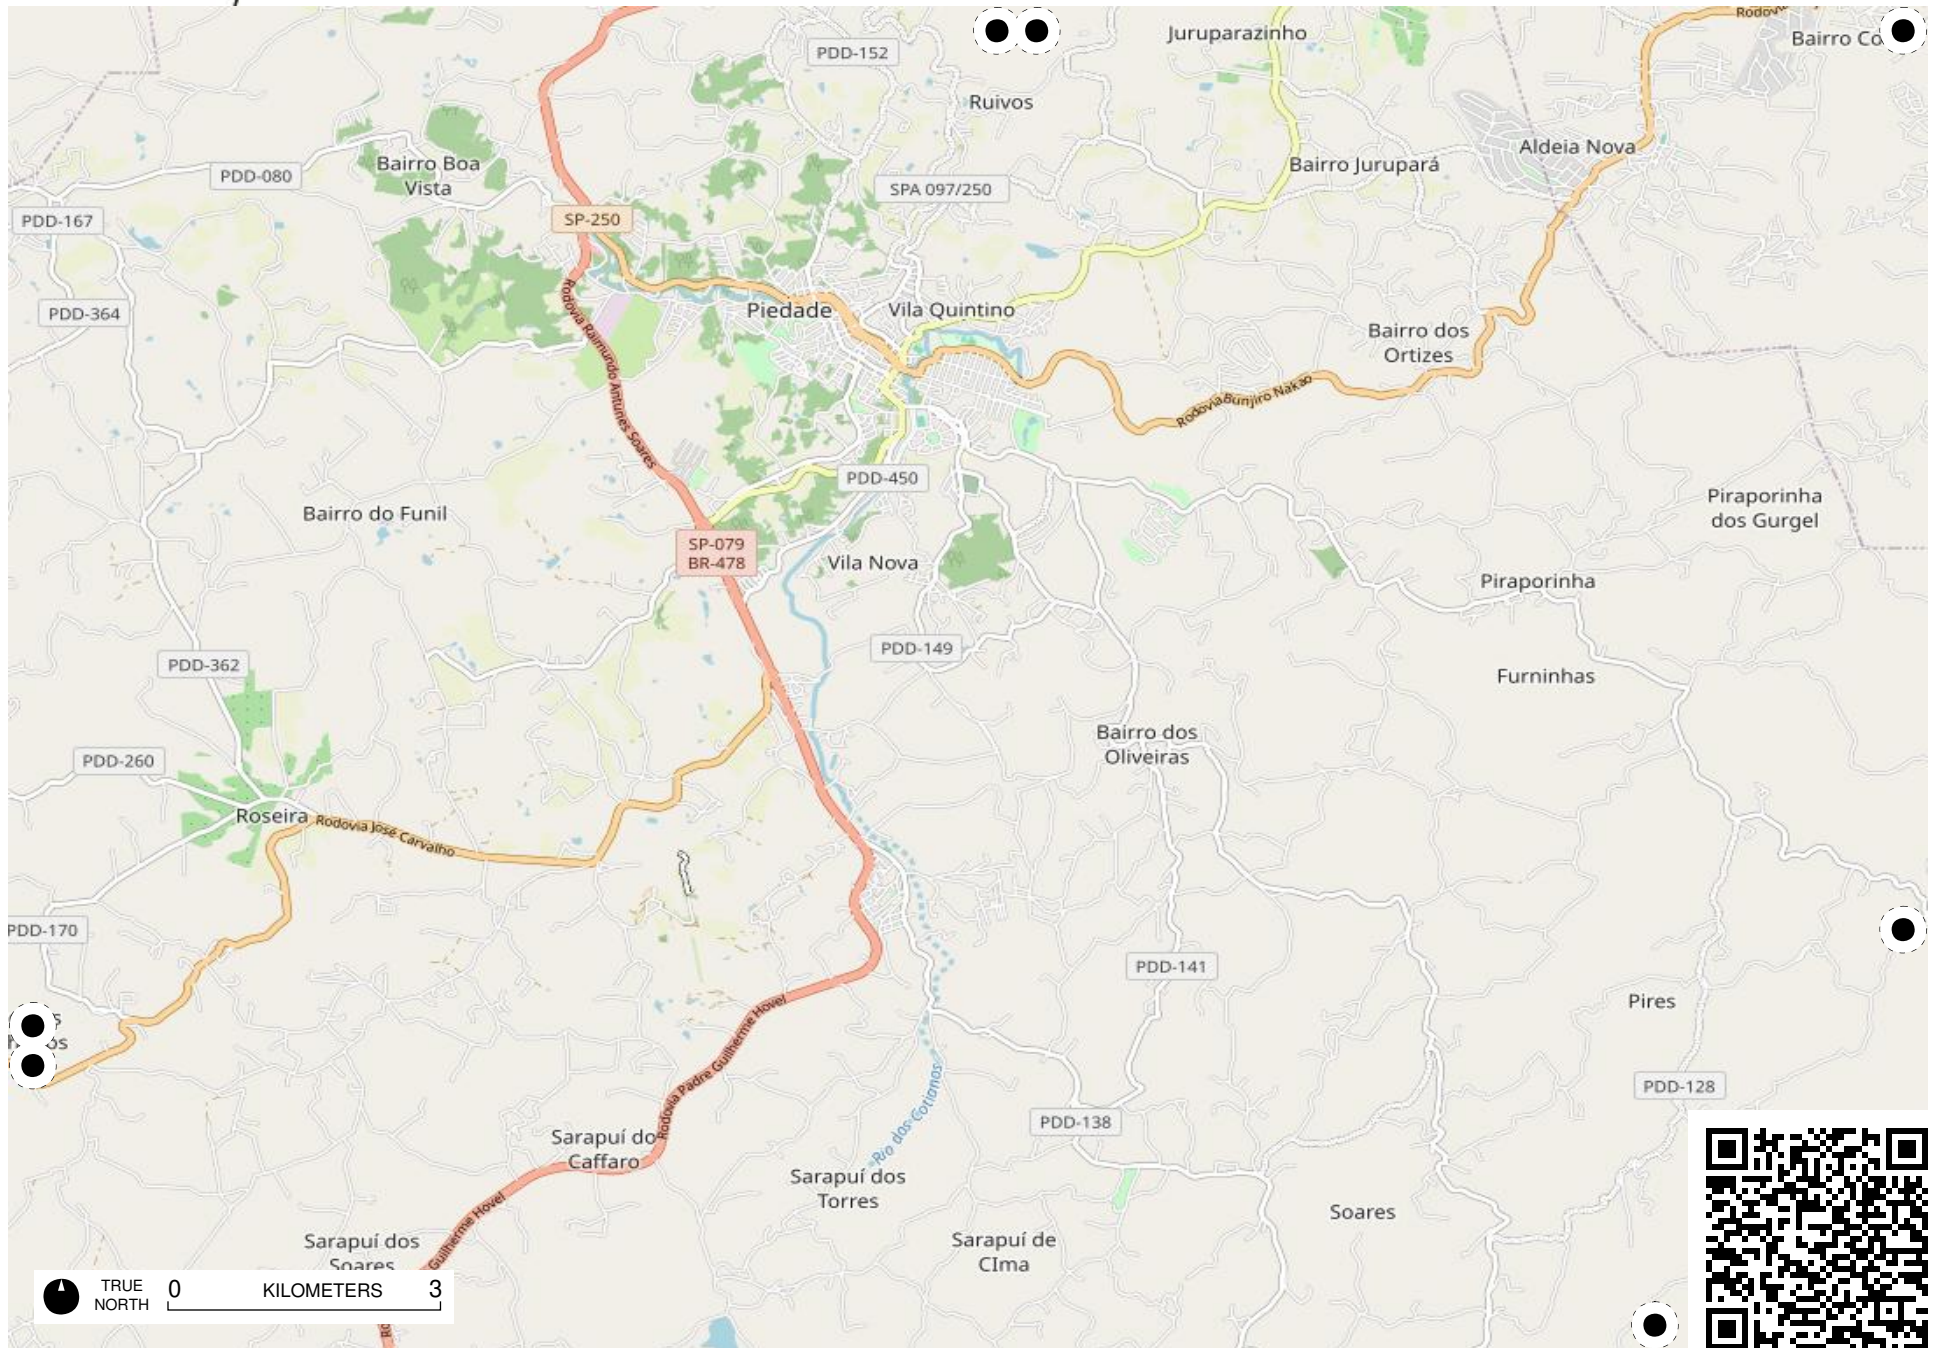 PDD-152
Juruparazinho
Rodovia
Bairro Co
Ruivos
Aldeia Nova
Bairro Boa
Vista
Bairro Jurupará
PDD-080
SPA 097/250
PDD-167
SP-250
PDD-364
Piedade
Vila Quintino
Bairro dos
Ortizes
Rodovia Raimundo Antunes Soares
Rodovia Bunjiro Nakao
PDD-450
Piraporinha
dos Gurgel
Bairro do Funil
SP-079
BR-478
Vila Nova
Piraporinha
PDD-149
PDD-362
Furninhas
Bairro dos
Oliveiras
PDD-260
Roseira
Rodovia José Carvalho
PDD-170
PDD-141
Pires
Rodovia Padre Guilherme Hovel
PDD-128
PDD-138
Rio dos Cotianos
Sarapuí do
Caffaro
Sarapuí dos
Torres
Soares
Guilherme Hovel
Sarapuí dos
Soares
Sarapuí de
CIma
TRUE
NORTH
0 KILOMETERS 3